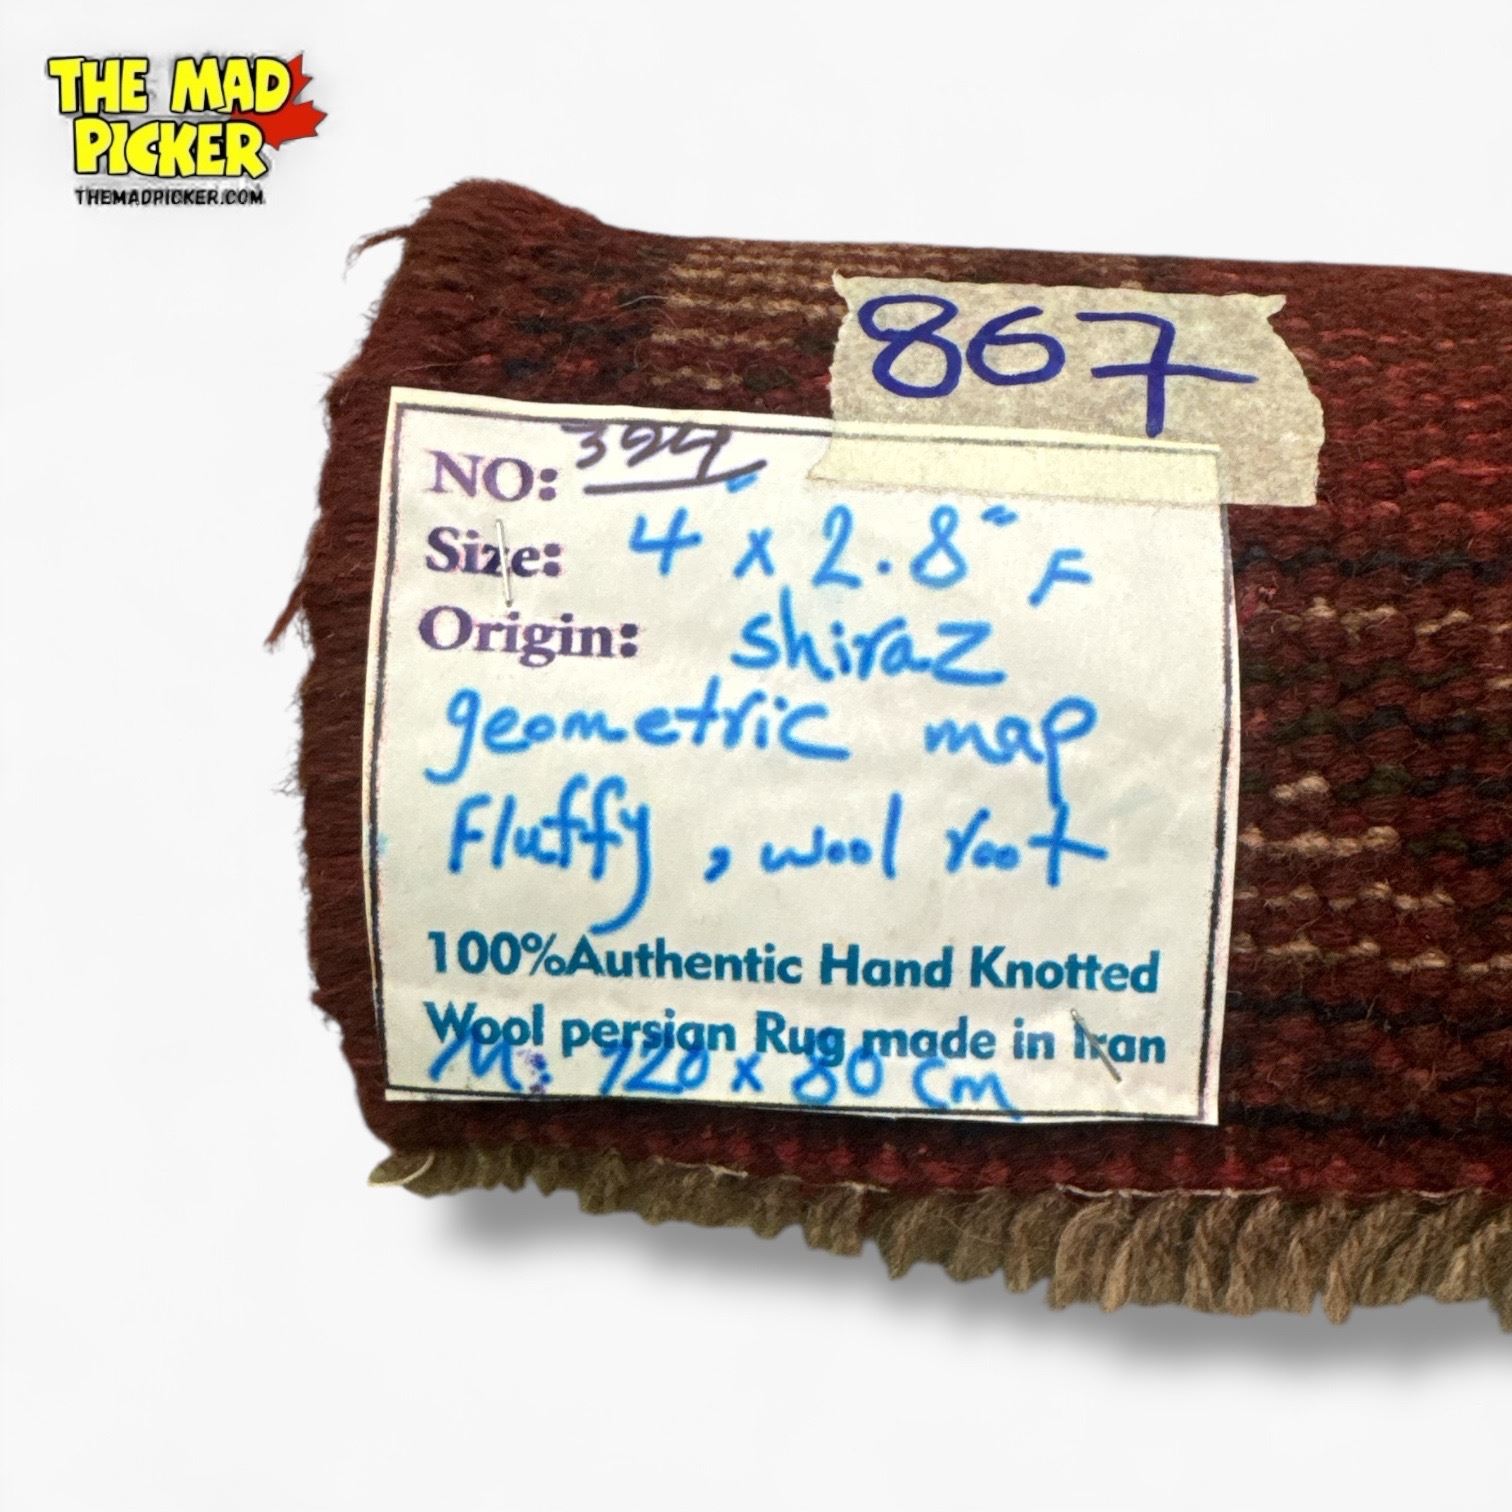 THE MAD
PICKER
THEMADPICKER.COM
867
NO: 394
Size: 4 x 2.8" F
Origin: shiraz
geometric map
Fluffy, wool root
100%Authentic Hand Knotted
Wool persian Rug made in Iran
M: 120 x 80 Cm